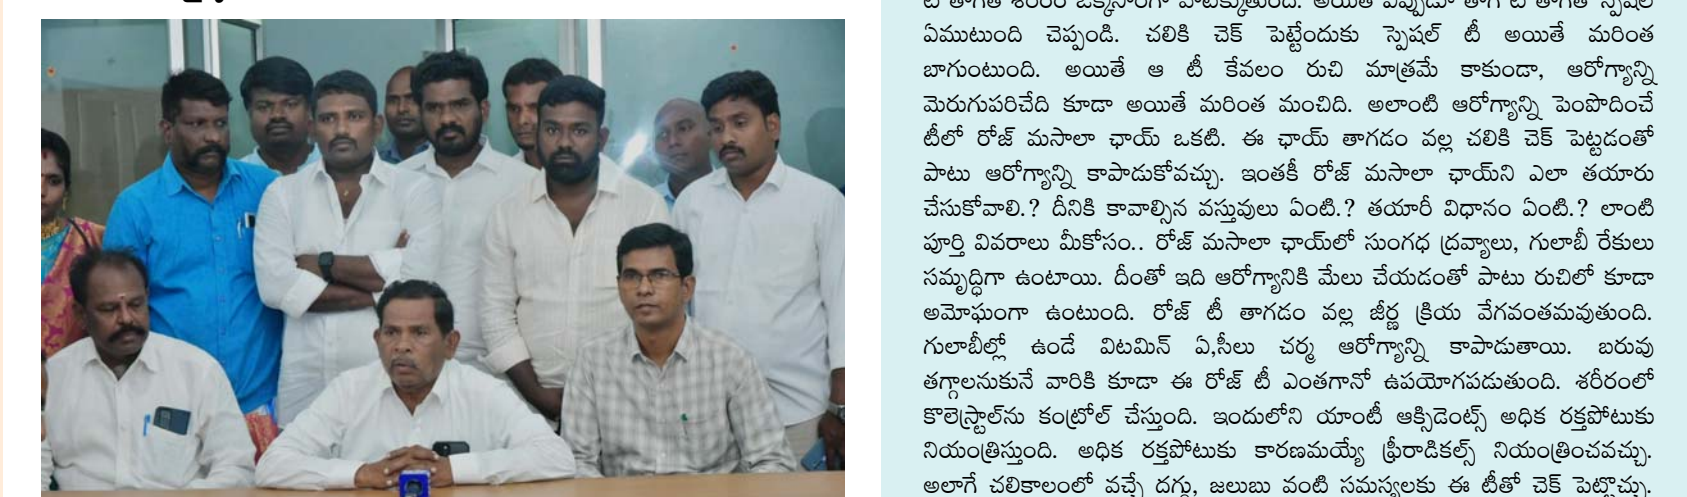 ఏముటుంది చెప్పండి. చలికి చెక్ పెట్టేందుకు స్పెషల్ టీ అయితే మరింత
బాగుంటుంది. అయితే ఆ టీ కేవలం రుచి మాత్రమే కాకుండా, ఆరోగ్యాన్ని
మెరుగుపరిచేది కూడా అయితే మరింత మంచిది. అలాంటి ఆరోగ్యాన్ని పెంపొదించే
టీలో రోజ్ మసాలా ఛాయ్ ఒకటి. ఈ ఛాయ్ తాగడం వల్ల చలికి చెక్ పెట్టడంతో
పాటు ఆరోగ్యాన్ని కాపాడుకోవచ్చు. ఇంతకీ రోజ్ మసాలా ఛాయ్‌ని ఎలా తయారు
చేసుకోవాలి.? దీనికి కావాల్సిన వస్తువులు ఏంటి.? తయారీ విధానం ఏంటి.? లాంటి
పూర్తి వివరాలు మీకోసం.. రోజ్ మసాలా ఛాయ్‌లో సుంగధ ద్రవ్యాలు, గులాబీ రేకులు
సమృద్ధిగా ఉంటాయి. దీంతో ఇది ఆరోగ్యానికి మేలు చేయడంతో పాటు రుచిలో కూడా
అమోఘంగా ఉంటుంది. రోజ్ టీ తాగడం వల్ల జీర్ణ క్రియ వేగవంతమవుతుంది.
గులాబీల్లో ఉండే విటమిన్ ఏ,సీలు చర్మ ఆరోగ్యాన్ని కాపాడుతాయి. బరువు
తగ్గాలనుకునే వారికి కూడా ఈ రోజ్ టీ ఎంతగానో ఉపయోగపడుతుంది. శరీరంలో
కొలెస్ట్రాల్‌ను కంట్రోల్ చేస్తుంది. ఇందులోని యాంటీ ఆక్సిడెంట్స్ అధిక రక్తపోటుకు
నియంత్రిస్తుంది. అధిక రక్తపోటుకు కారణమయ్యే ఫ్రీరాడికల్స్ నియంత్రించవచ్చు.
అలాగే చలికాలంలో వచ్చే దగ్గు, జలుబు వంటి సమస్యలకు ఈ టీతో చెక్ పెట్టొచ్చు.